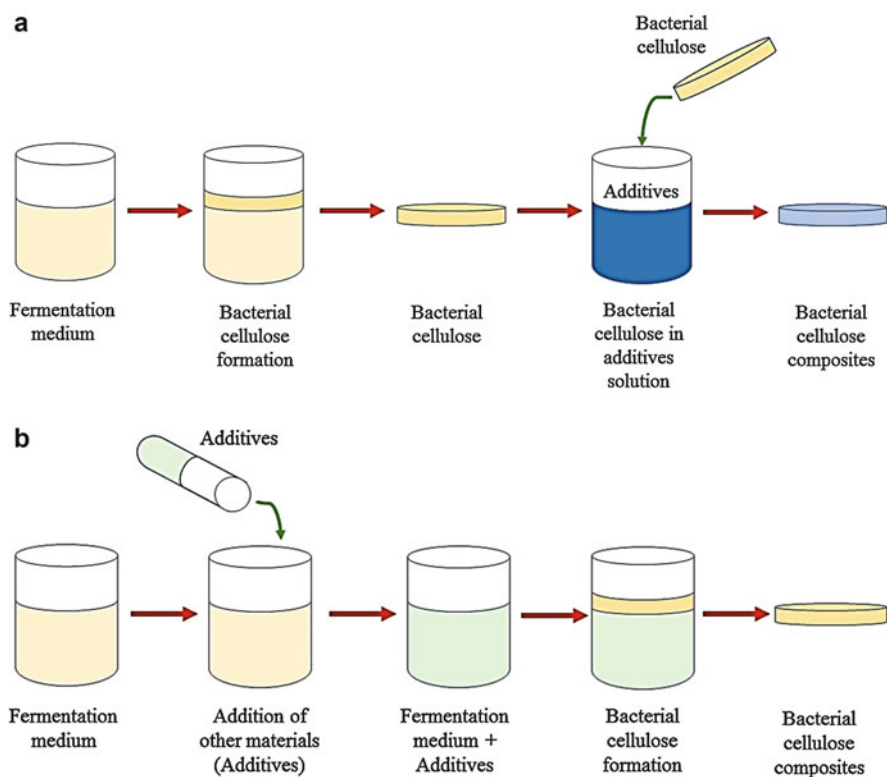 a
Bacterial
cellulose
Additives
Fermentation
medium
Bacterial
cellulose
formation
Bacterial
cellulose
Bacterial
cellulose in
additives
solution
Bacterial
cellulose
composites
b
Additives
Fermentation
medium
Addition of
other materials
(Additives)
Fermentation
medium +
Additives
Bacterial
cellulose
formation
Bacterial
cellulose
composites